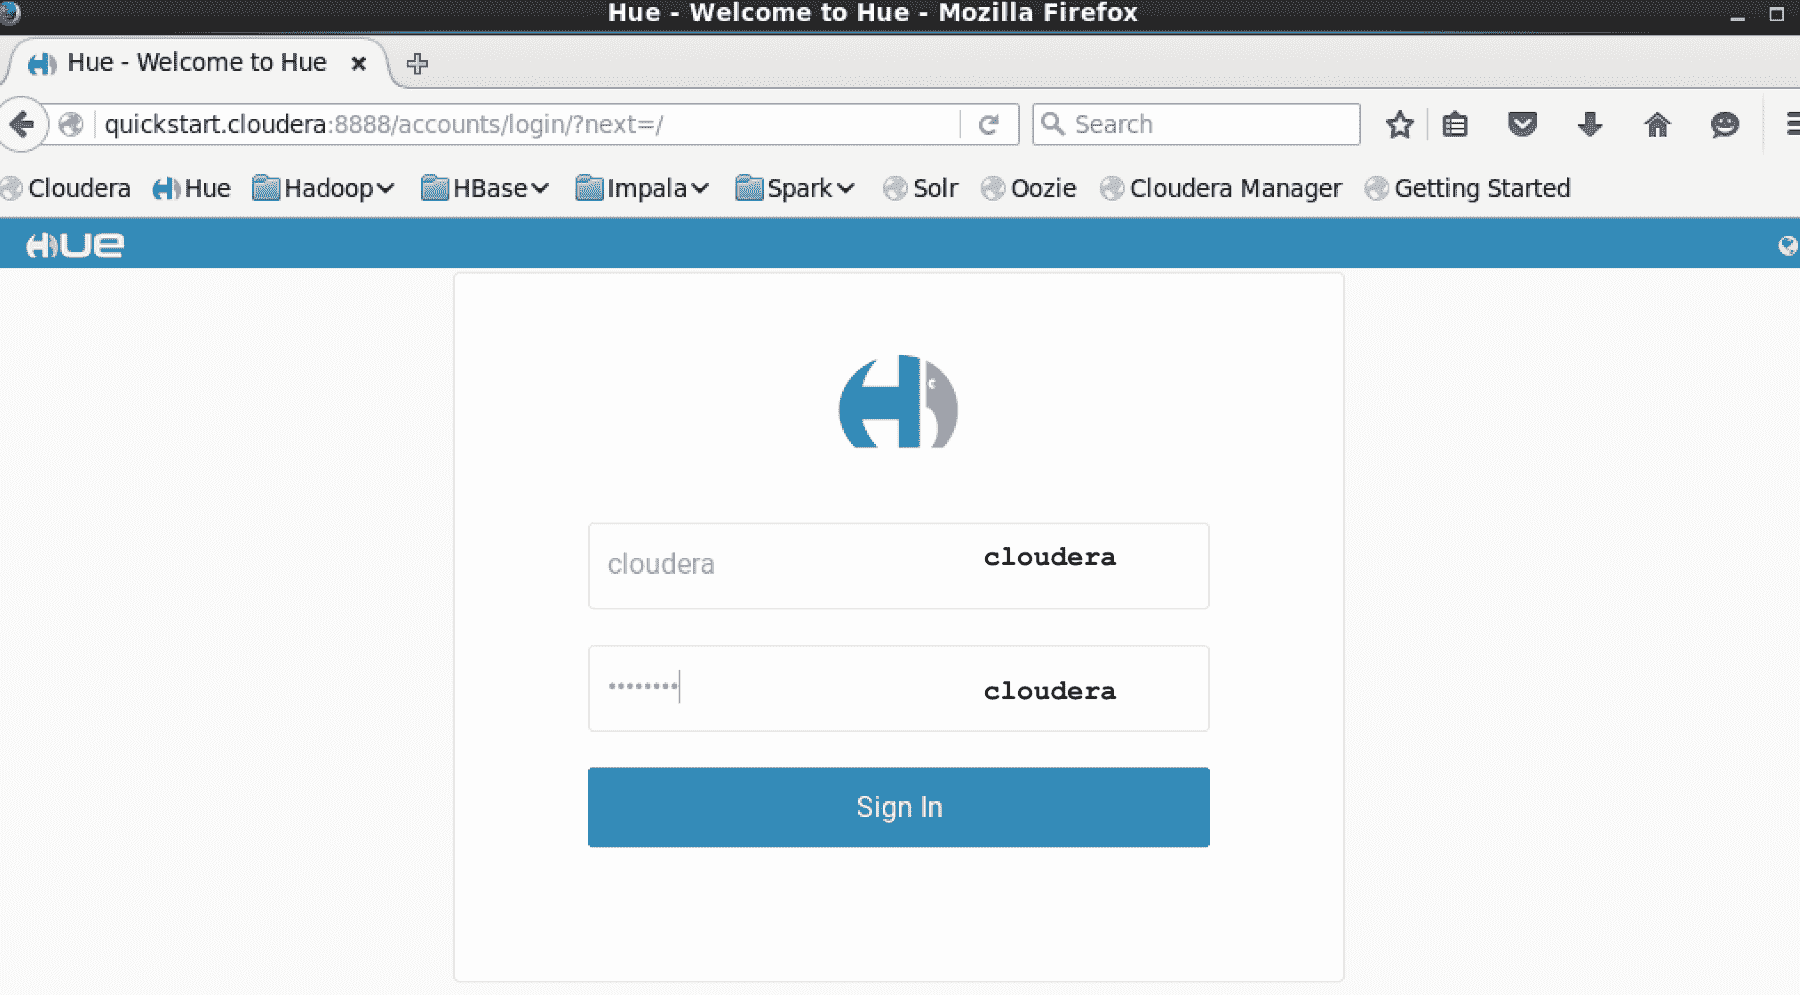 Hue - Welcome to Hue - Mozilla Firefox
Hue - Welcome to Hue
quickstart.cloudera:8888/accounts/login/?next=/ Search
Cloudera Hue Hadoop HBase Impala Spark Solr Oozie Cloudera Manager Getting Started
HUE
cloudera cloudera
•••••••• cloudera
Sign In